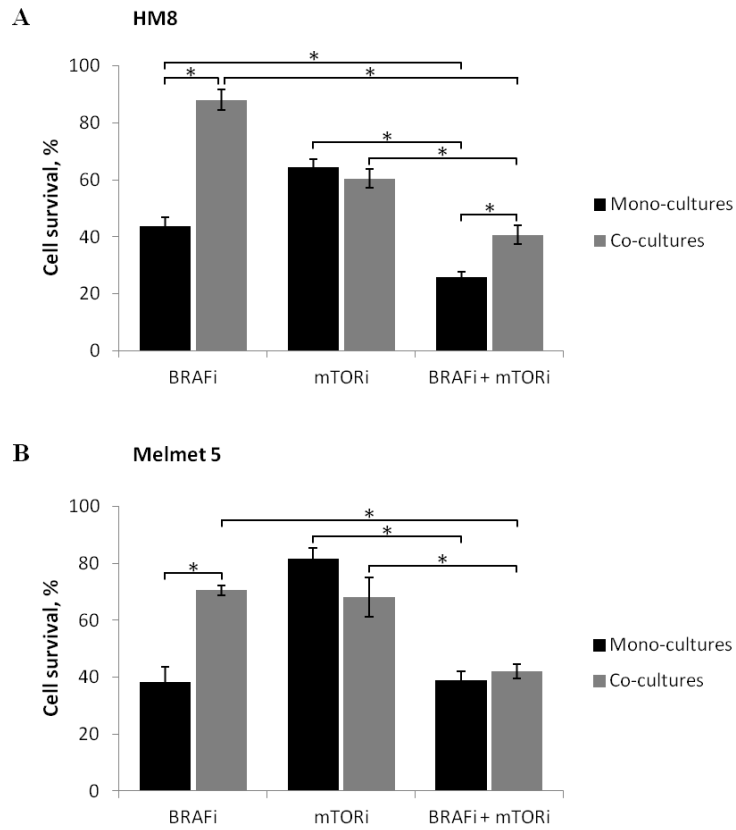 A
HM8
100
80
60
40
20
0
Cell survival, %
* *
*
*
*
*
BRAFi
mTORi
BRAFi + mTORi
Mono-cultures
Co-cultures
B
Melmet 5
100
80
60
40
20
0
Cell survival, %
*
*
*
*
BRAFi
mTORi
BRAFi + mTORi
Mono-cultures
Co-cultures